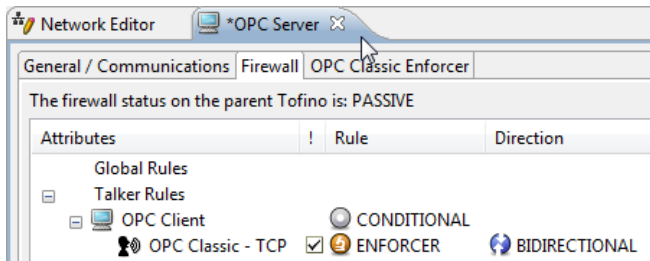 Network Editor *OPC Server
General / Communications Firewall OPC Classic Enforcer
The firewall status on the parent Tofino is: PASSIVE
Attributes ! Rule Direction
Global Rules
Talker Rules
OPC Client CONDITIONAL
OPC Classic - TCP ENFORCER BIDIRECTIONAL